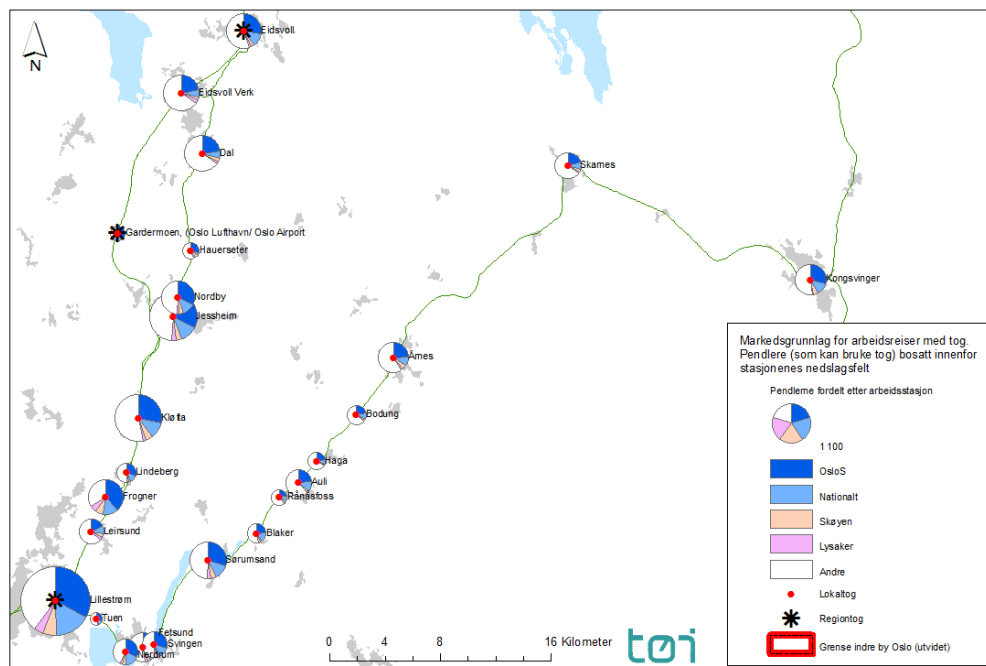 N
Eidsvoll
Eidsvoll Verk
Dal
Skarnes
Gardermoen, (Oslo Lufthavn/ Oslo Airport
Hauerseter
Kongsvinger
Nordby
Jessheim
Årnes
Kløfta
Bodung
Haga
Lindeberg
Auli
Frogner
Rånåsfoss
Leirsund
Blaker
Sørumsand
Lillestrøm
Tuen
Fetsund
Svingen
Nerdrum
0 2 4 8 12 16 Kilometer
tøi
Markedsgrunnlag for arbeidsreiser med tog.
Pendlere (som kan bruke tog) bosatt innenfor
stasjonenes nedslagsfelt
Pendlerne fordelt etter arbeidsstasjon
1 100
OsloS
Nationalt
Skøyen
Lysaker
Andre
Lokaltog
Regiontog
Grense indre by Oslo (utvidet)